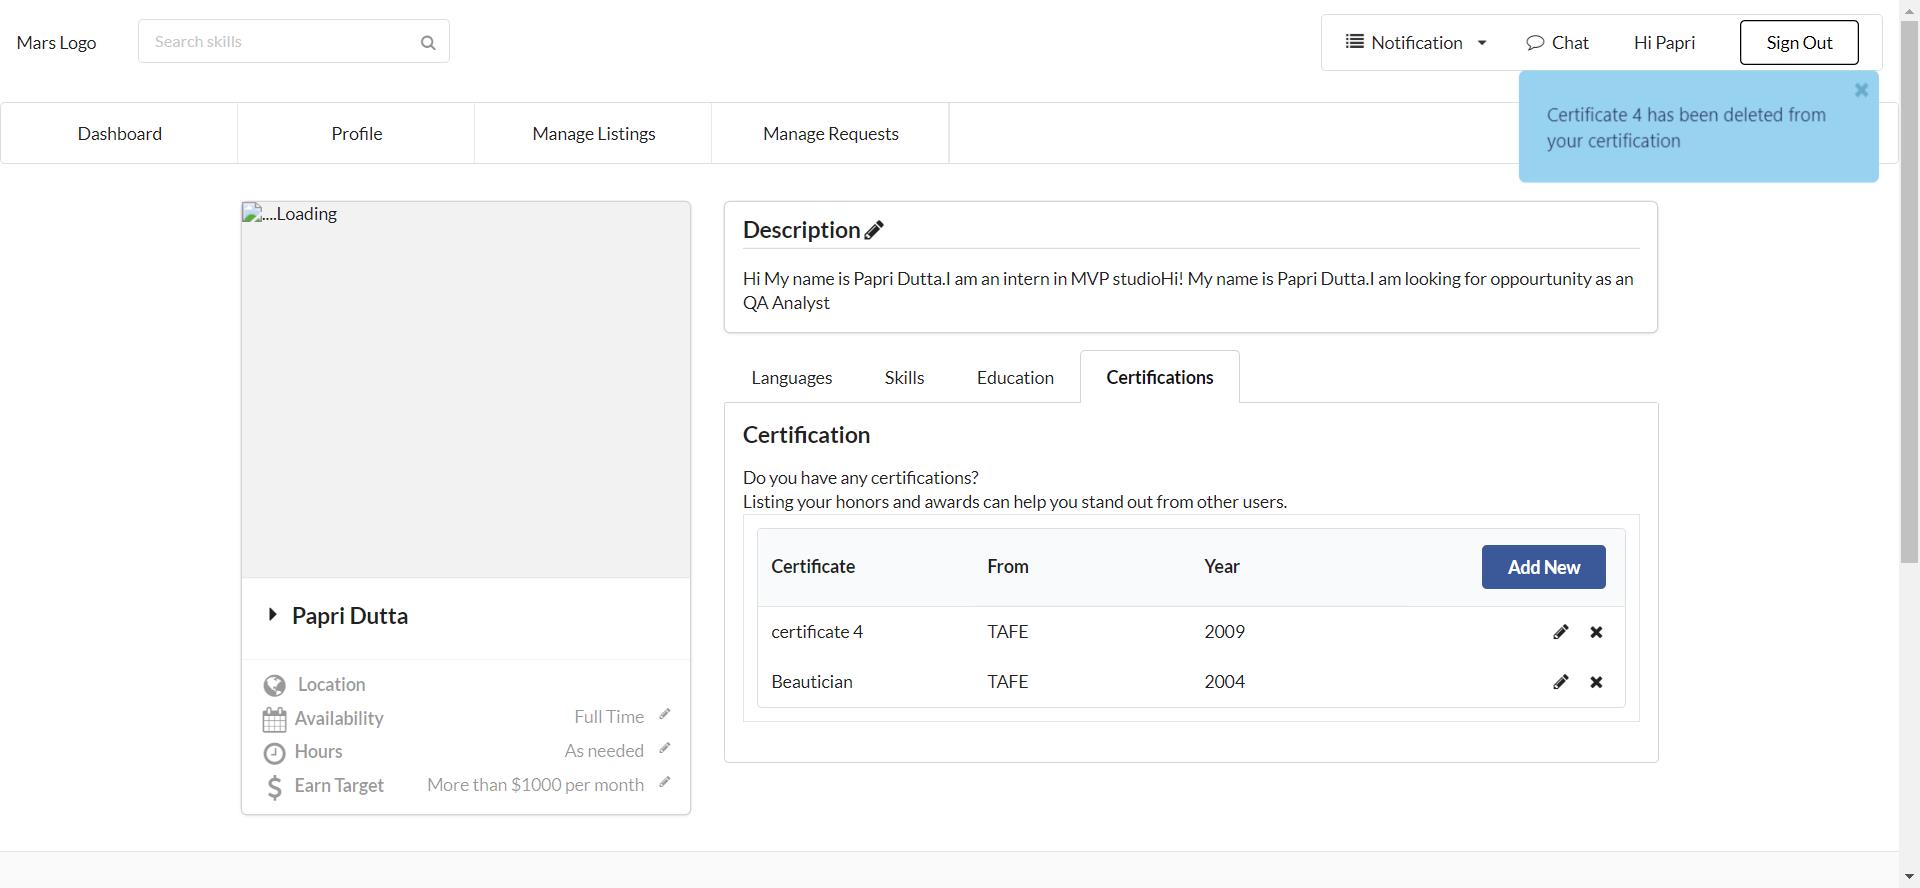 Mars Logo
Search skills
Notification
Chat
Hi Papri
Sign Out
Certificate 4 has been deleted from
your certification
Dashboard
Profile
Manage Listings
Manage Requests
....Loading
Description
Hi My name is Papri Dutta.I am an intern in MVP studioHi! My name is Papri Dutta.I am looking for oppourtunity as an
QA Analyst
Languages
Skills
Education
Certifications
Certification
Do you have any certifications?
Listing your honors and awards can help you stand out from other users.
Certificate From Year Add New
certificate 4 TAFE 2009
Beautician TAFE 2004
Papri Dutta
Location
Availability Full Time
Hours As needed
Earn Target More than $1000 per month